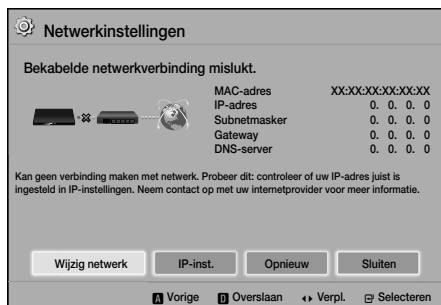 Netwerkinstellingen
Bekabelde netwerkverbinding mislukt.
MAC-adres XX:XX:XX:XX:XX:XX
IP-adres 0. 0. 0. 0
Subnetmasker 0. 0. 0. 0
Gateway 0. 0. 0. 0
DNS-server 0. 0. 0. 0
Kan geen verbinding maken met netwerk. Probeer dit: controleer of uw IP-adres juist is
ingesteld in IP-instellingen. Neem contact op met uw internetprovider voor meer informatie.
Wijzig netwerk IP-inst. Opnieuw Sluiten
A Vorige D Overslaan Verpl. Selecteren